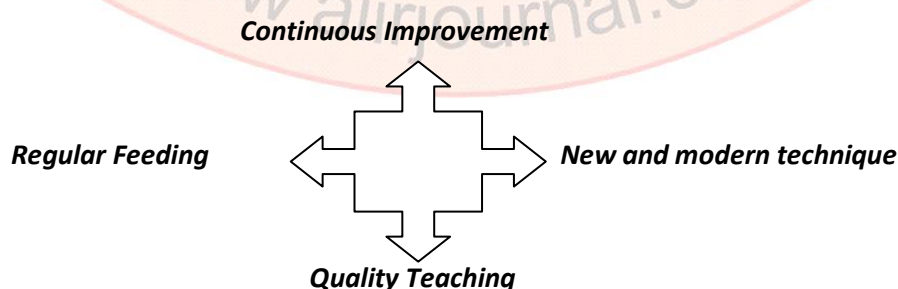 Continuous Improvement
Regular Feeding
New and modern technique
Quality Teaching